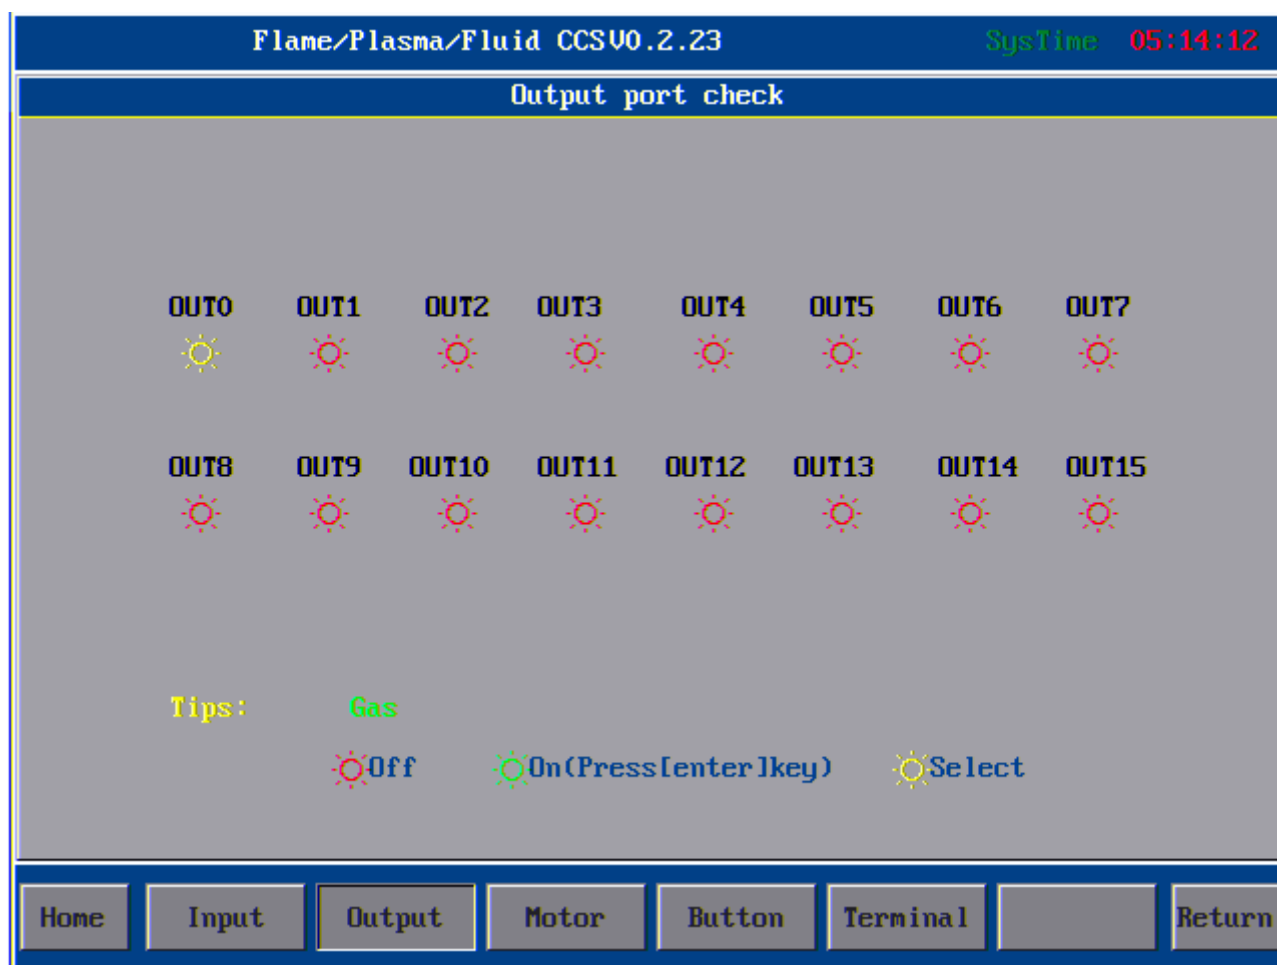 Flame/Plasma/Fluid CCSV0.2.23 SysTime 05:14:12
Output port check
OUT0 OUT1 OUT2 OUT3 OUT4 OUT5 OUT6 OUT7
OUT8 OUT9 OUT10 OUT11 OUT12 OUT13 OUT14 OUT15
Tips: Gas
Off On(Press[enter]key) Select
Home Input Output Motor Button Terminal Return